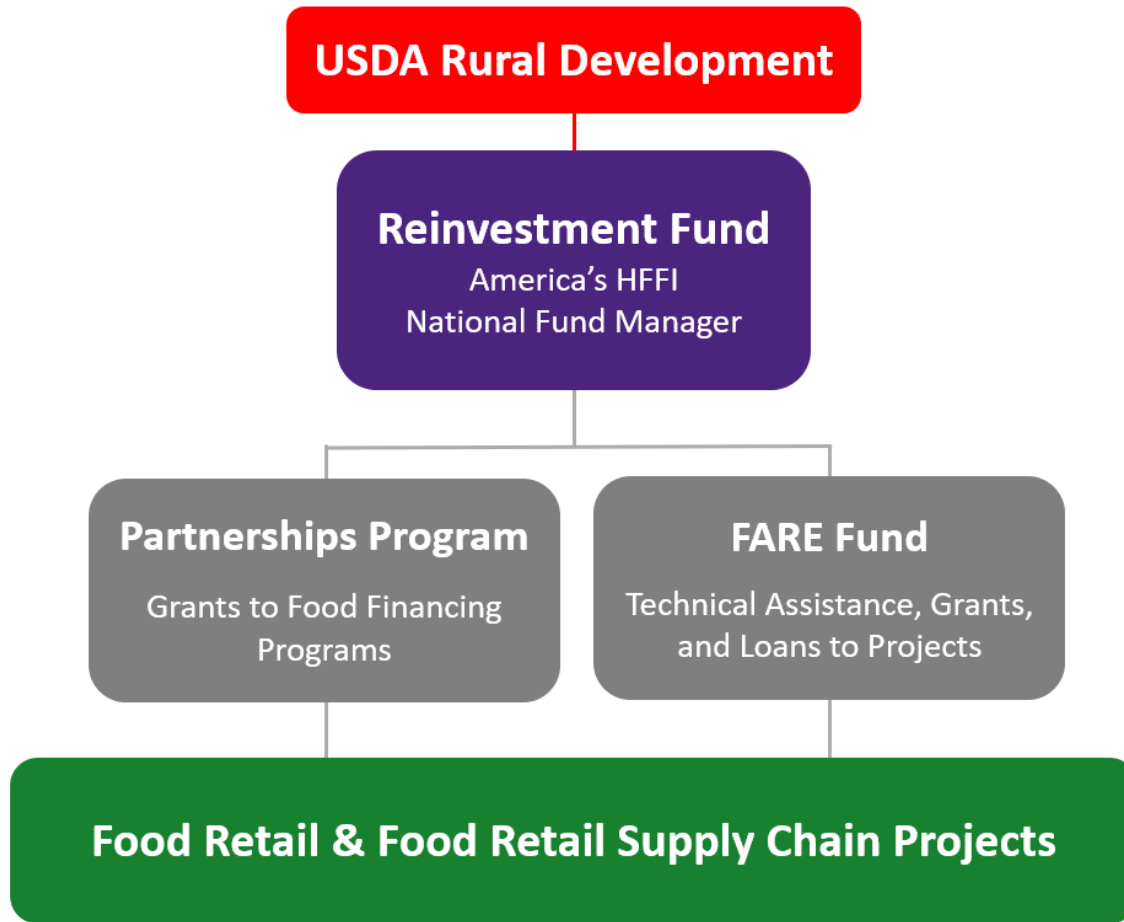 USDA Rural Development
Reinvestment Fund
America's HFFI
National Fund Manager
Partnerships Program
Grants to Food Financing
Programs
FARE Fund
Technical Assistance, Grants,
and Loans to Projects
Food Retail & Food Retail Supply Chain Projects